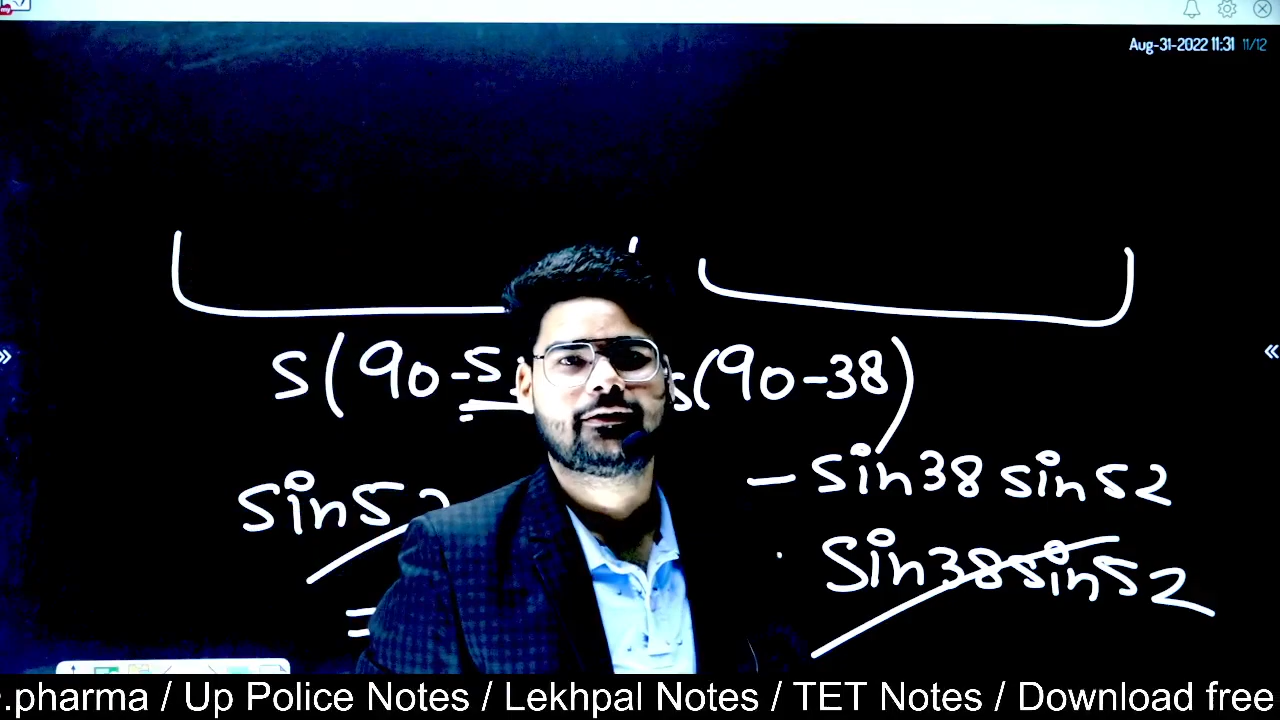 Aug-31-2022 11:31 11/12
S(90-5 s(90-38)
- sin38 sin52
sin52
sin38 sin52
=
.pharma / Up Police Notes / Lekhpal Notes / TET Notes / Download free